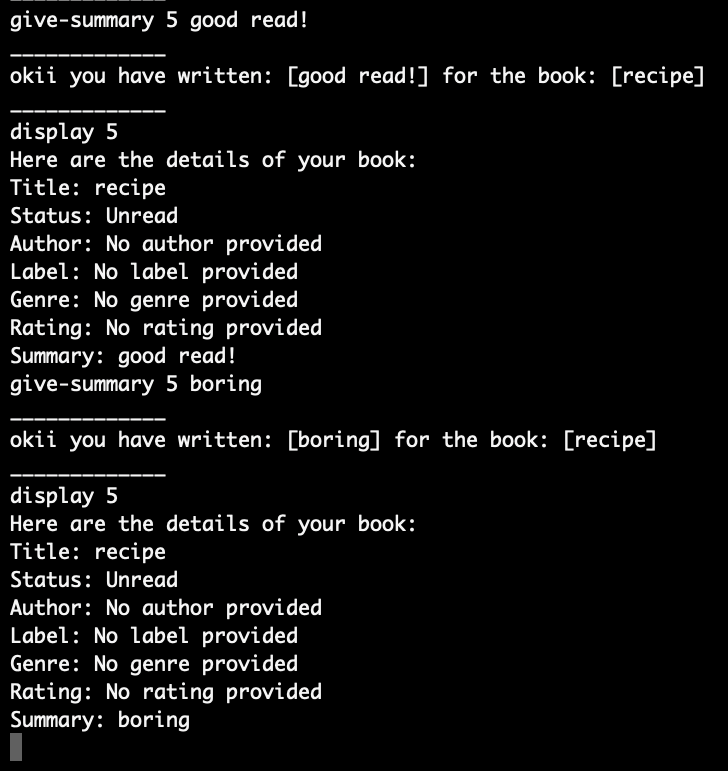 _____________
give-summary 5 good read!
_____________
okii you have written: [good read!] for the book: [recipe]
_____________
display 5
Here are the details of your book:
Title: recipe
Status: Unread
Author: No author provided
Label: No label provided
Genre: No genre provided
Rating: No rating provided
Summary: good read!
give-summary 5 boring
_____________
okii you have written: [boring] for the book: [recipe]
_____________
display 5
Here are the details of your book:
Title: recipe
Status: Unread
Author: No author provided
Label: No label provided
Genre: No genre provided
Rating: No rating provided
Summary: boring